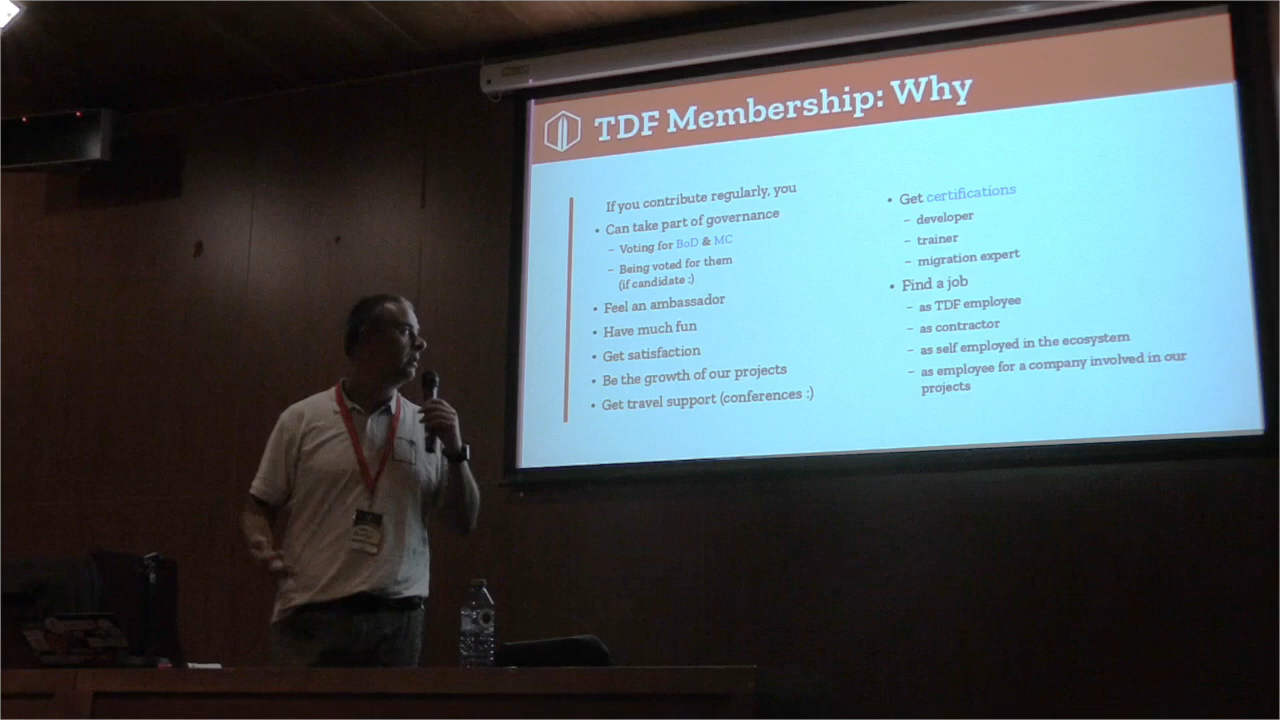 TDF Membership: Why
If you contribute regularly, you
• Can take part of governance
– Voting for BoD & MC
– Being voted for them
(if candidate :)
• Feel an ambassador
• Have much fun
• Get satisfaction
• Be the growth of our projects
• Get travel support (conferences :)
• Get certifications
– developer
– trainer
– migration expert
• Find a job
– as TDF employee
– as contractor
– as self employed in the ecosystem
– as employee for a company involved in our
projects